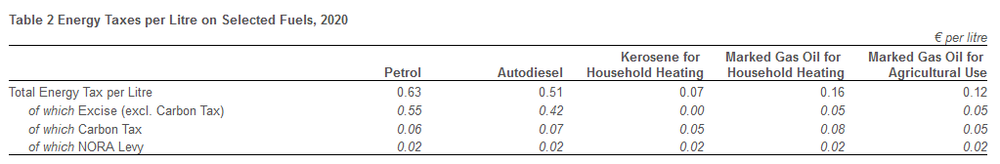 Table 2 Energy Taxes per Litre on Selected Fuels, 2020
€ per litre
Kerosene for Marked Gas Oil for Marked Gas Oil for
Petrol Autodiesel Household Heating Household Heating Agricultural Use
Total Energy Tax per Litre 0.63 0.51 0.07 0.16 0.12
of which Excise (excl. Carbon Tax) 0.55 0.42 0.00 0.05 0.05
of which Carbon Tax 0.06 0.07 0.05 0.08 0.05
of which NORA Levy 0.02 0.02 0.02 0.02 0.02